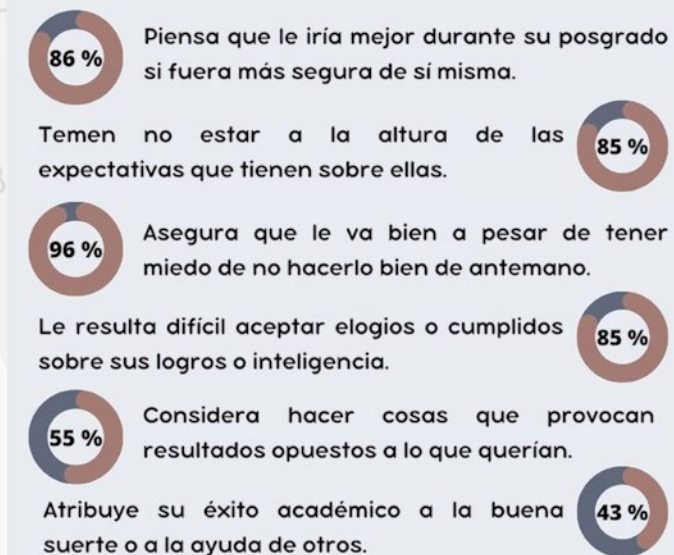 86 %
Piensa que le iría mejor durante su posgrado
si fuera más segura de sí misma.
Temen no estar a la altura de las
expectativas que tienen sobre ellas.
85 %
96 %
Asegura que le va bien a pesar de tener
miedo de no hacerlo bien de antemano.
Le resulta difícil aceptar elogios o cumplidos
sobre sus logros o inteligencia.
85 %
55 %
Considera hacer cosas que provocan
resultados opuestos a lo que querían.
Atribuye su éxito académico a la buena
suerte o a la ayuda de otros.
43 %